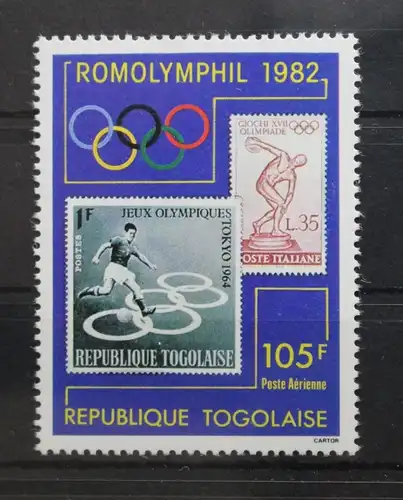 ROMOLYMPHIL 1982
GIOCHI XVII
OLIMPIADE
L.35
POSTE ITALIANE
1F
JEUX OLYMPIQUES
TOKYO 1964
POSTES
REPUBLIQUE TOGOLAISE
105F
Poste Aérienne
REPUBLIQUE TOGOLAISE
CARTOR